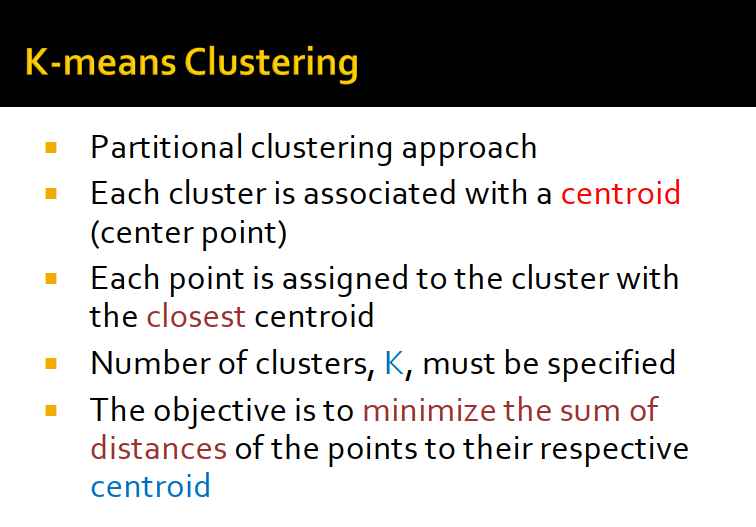 K-means Clustering
Partitional clustering approach
Each cluster is associated with a centroid
(center point)
Each point is assigned to the cluster with
the closest centroid
Number of clusters, K, must be specified
The objective is to minimize the sum of
distances of the points to their respective
centroid